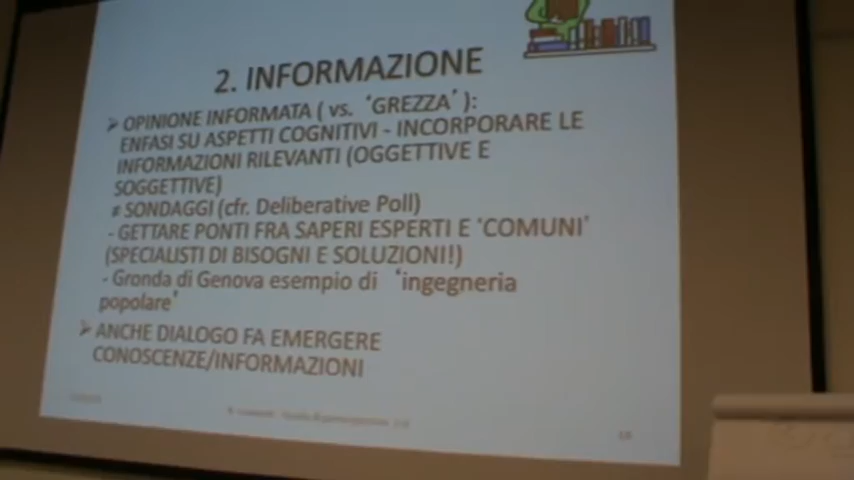 2. INFORMAZIONE
➢ OPINIONE INFORMATA ( vs. ‘GREZZA’ ):
ENFASI SU ASPETTI COGNITIVI - INCORPORARE LE
INFORMAZIONI RILEVANTI (OGGETTIVE E
SOGGETTIVE)
≠ SONDAGGI (cfr. Deliberative Poll)
- GETTARE PONTI FRA SAPERI ESPERTI E ‘COMUNI’
(SPECIALISTI DI BISOGNI E SOLUZIONI!)
- Gronda di Genova esempio di ‘ingegneria
popolare’
➢ ANCHE DIALOGO FA EMERGERE
CONOSCENZE/INFORMAZIONI